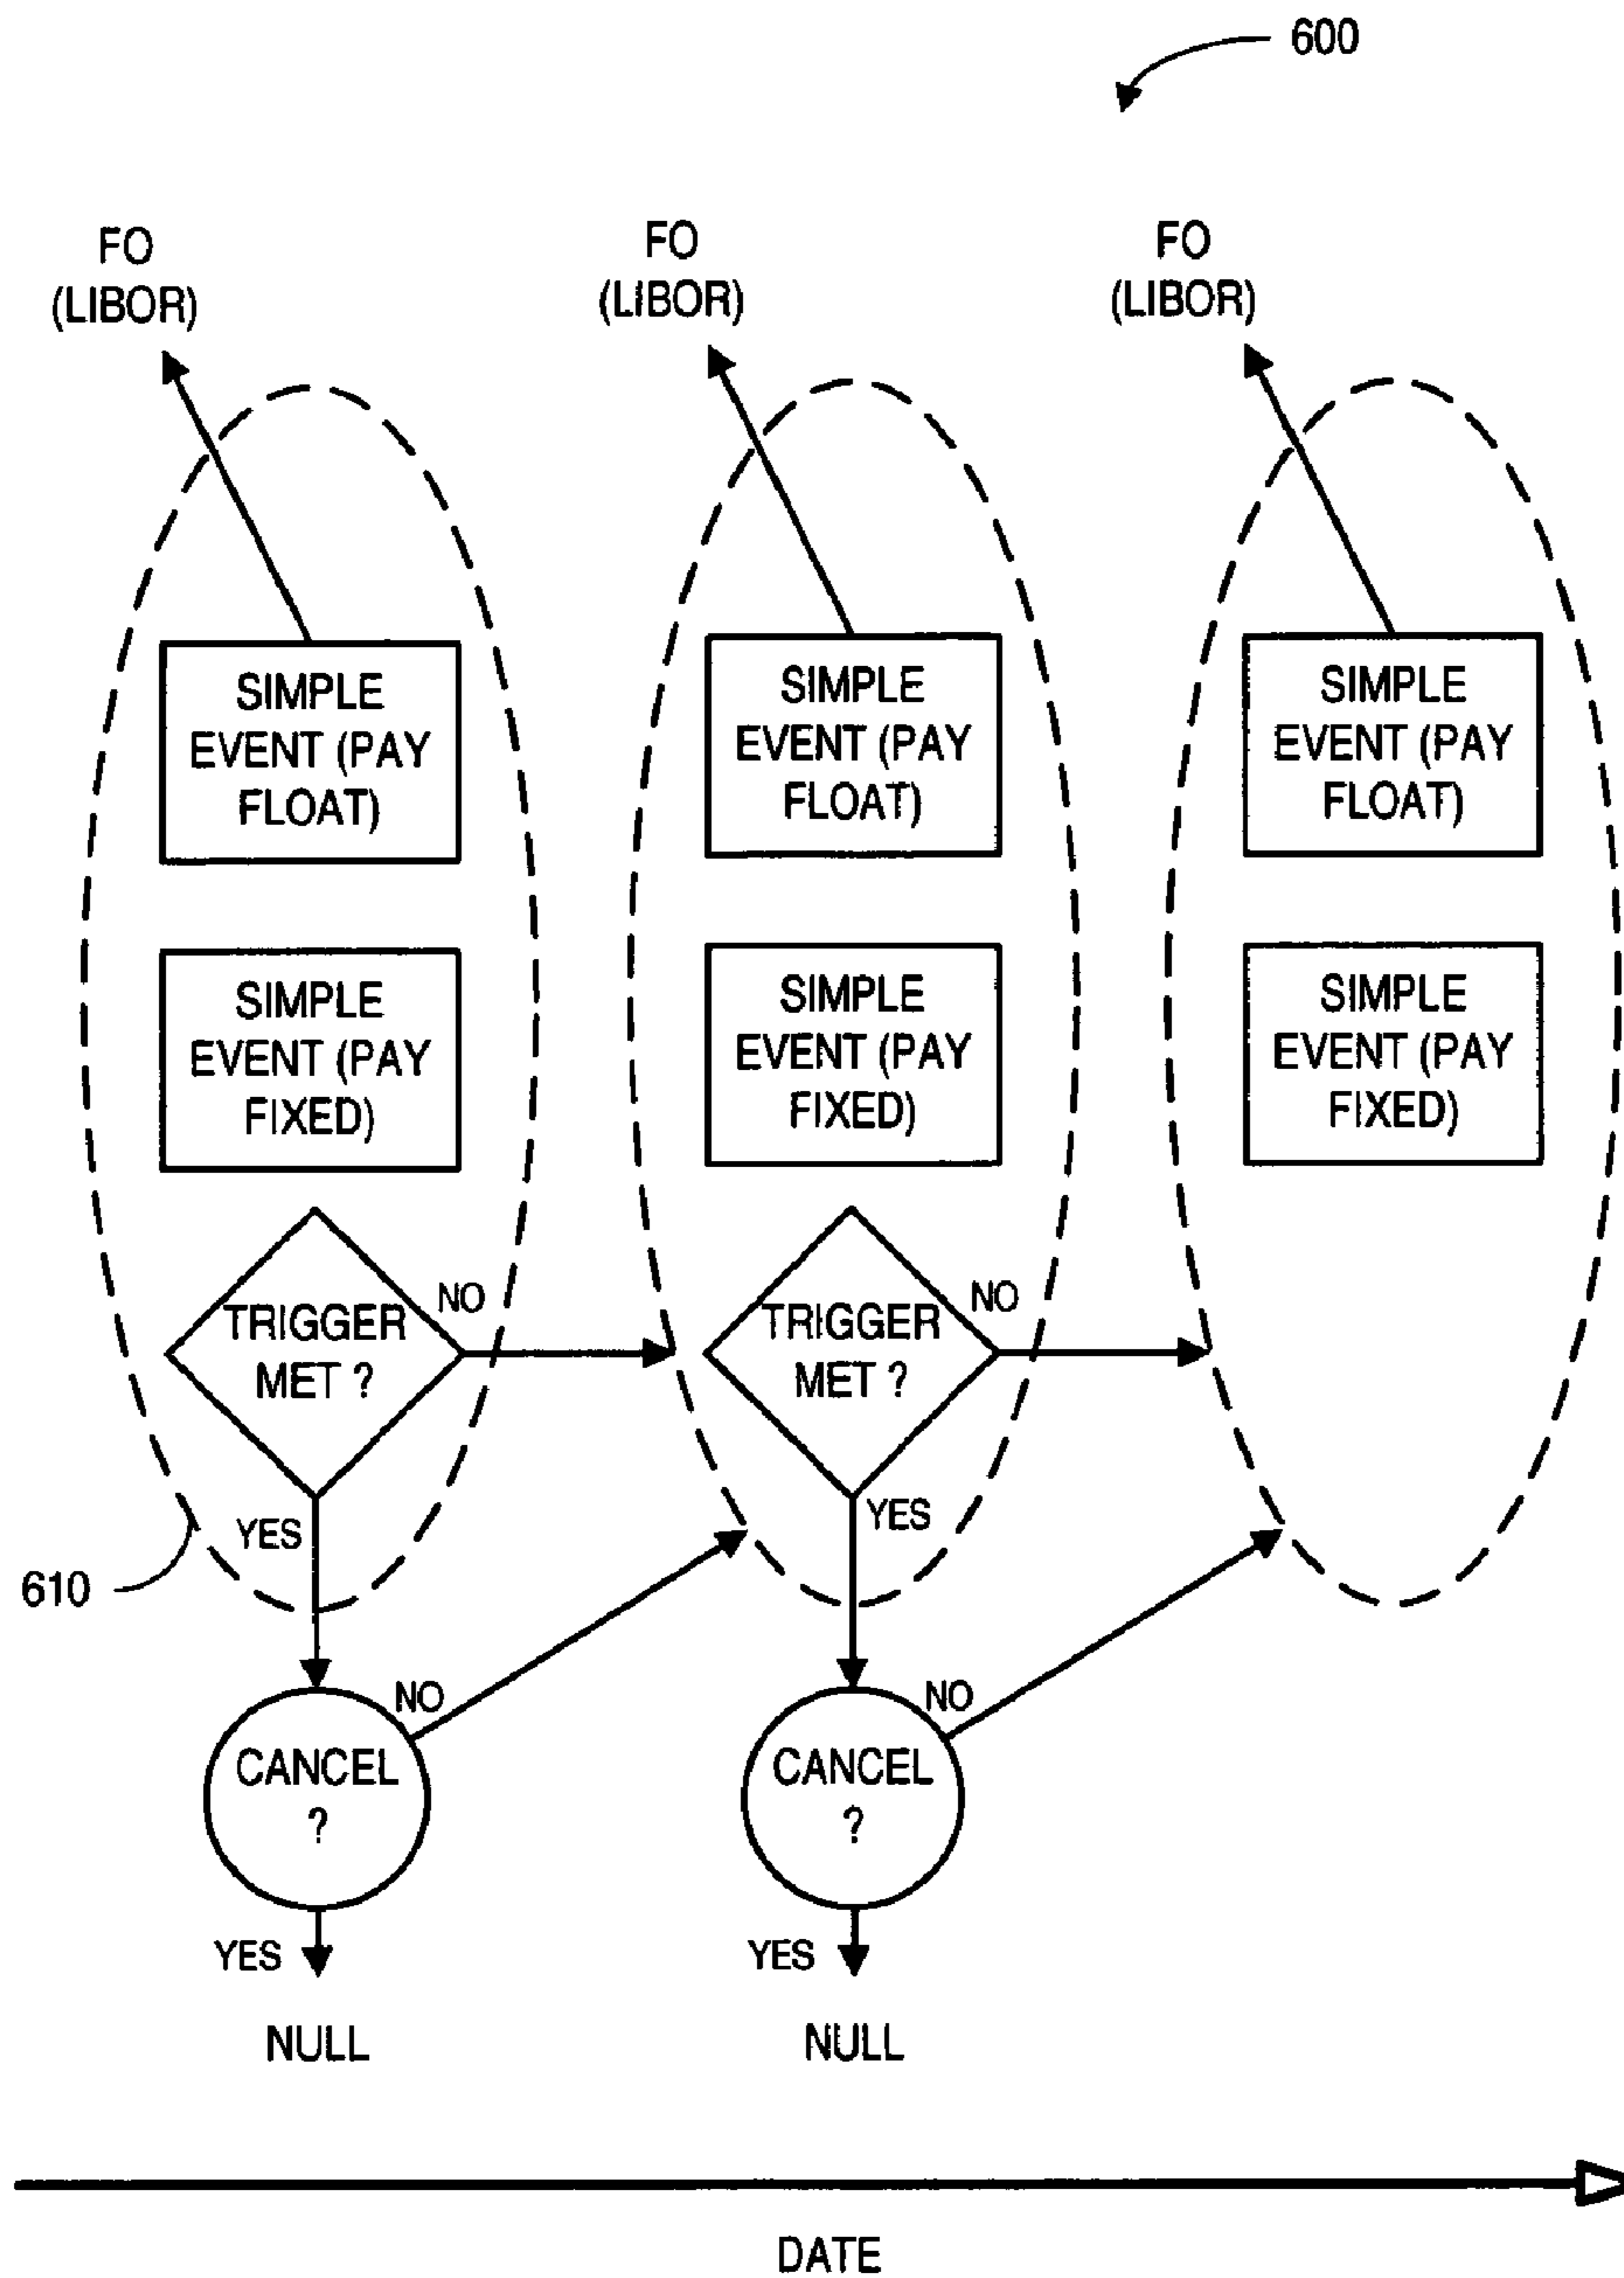 600
FO
(LIBOR)
FO
(LIBOR)
FO
(LIBOR)
SIMPLE
EVENT (PAY
FLOAT)
SIMPLE
EVENT (PAY
FLOAT)
SIMPLE
EVENT (PAY
FLOAT)
SIMPLE
EVENT (PAY
FIXED)
SIMPLE
EVENT (PAY
FIXED)
SIMPLE
EVENT (PAY
FIXED)
TRIGGER
MET ?
NO
TRIGGER
MET ?
NO
YES
YES
610
CANCEL
?
NO
CANCEL
?
NO
YES
YES
NULL
NULL
DATE